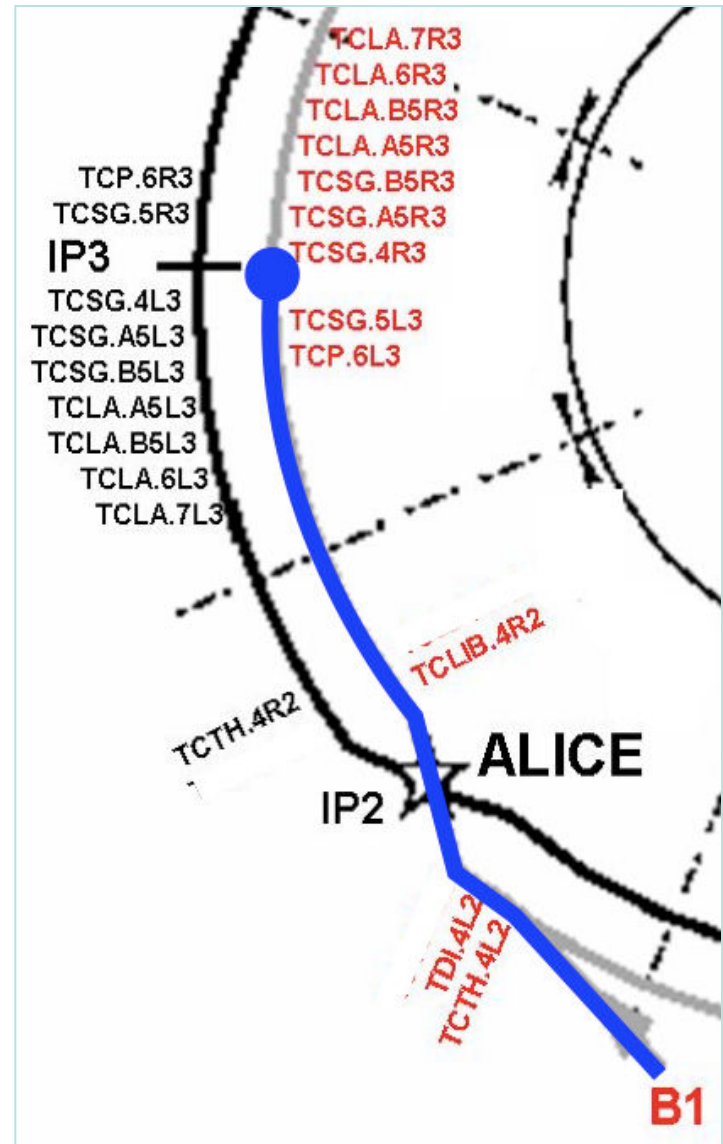 TCLA.7R3
TCLA.6R3
TCLA.B5R3
TCLA.A5R3
TCP.6R3
TCSG.B5R3
TCSG.5R3
TCSG.A5R3
IP3
TCSG.4R3
TCSG.4L3
TCSG.5L3
TCSG.A5L3
TCP.6L3
TCSG.B5L3
TCLA.A5L3
TCLA.B5L3
TCLA.6L3
TCLA.7L3
TCLIB.4R2
TCTH.4R2
ALICE
IP2
TDI.4L2
TCTH.4L2
B1